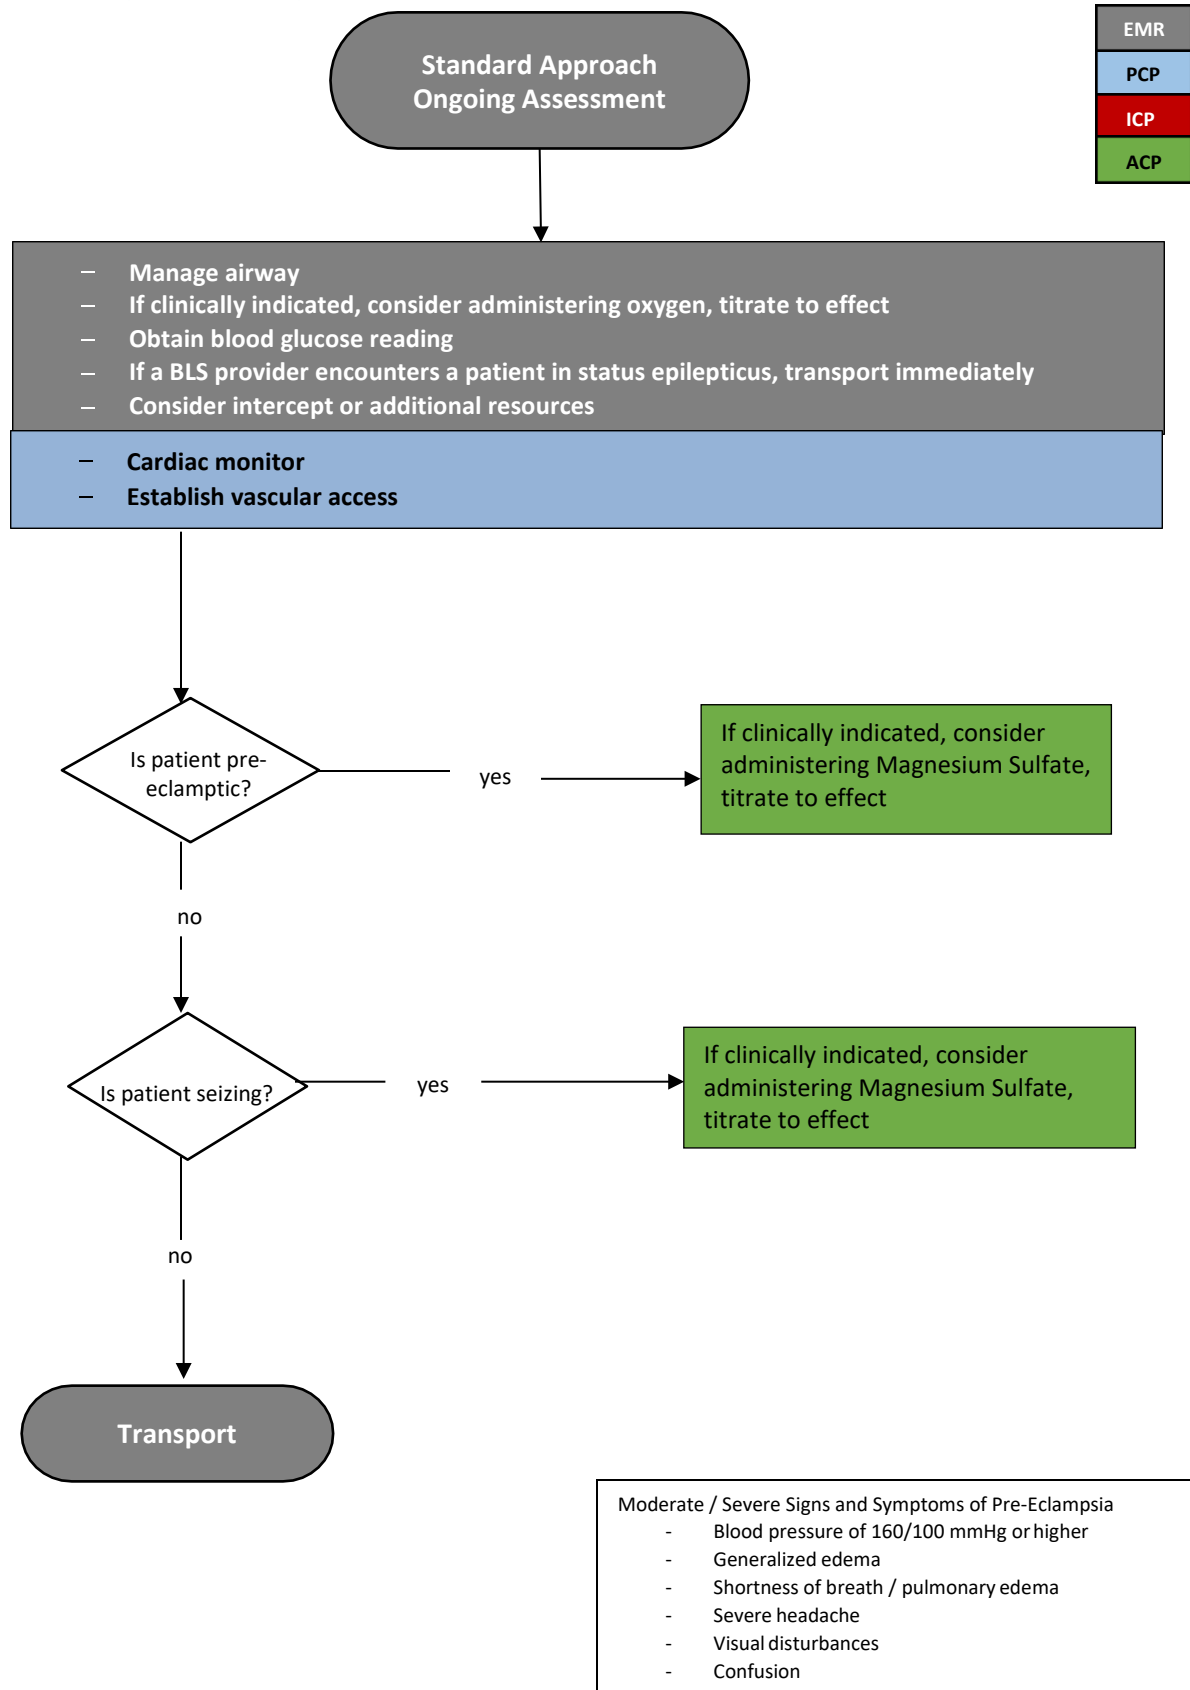 Standard Approach
Ongoing Assessment
EMR
PCP
ICP
ACP
– Manage airway
– If clinically indicated, consider administering oxygen, titrate to effect
– Obtain blood glucose reading
– If a BLS provider encounters a patient in status epilepticus, transport immediately
– Consider intercept or additional resources
– Cardiac monitor
– Establish vascular access
Is patient pre-
eclamptic?
yes
If clinically indicated, consider
administering Magnesium Sulfate,
titrate to effect
no
Is patient seizing?
yes
If clinically indicated, consider
administering Magnesium Sulfate,
titrate to effect
no
Transport
Moderate / Severe Signs and Symptoms of Pre-Eclampsia
- Blood pressure of 160/100 mmHg or higher
- Generalized edema
- Shortness of breath / pulmonary edema
- Severe headache
- Visual disturbances
- Confusion